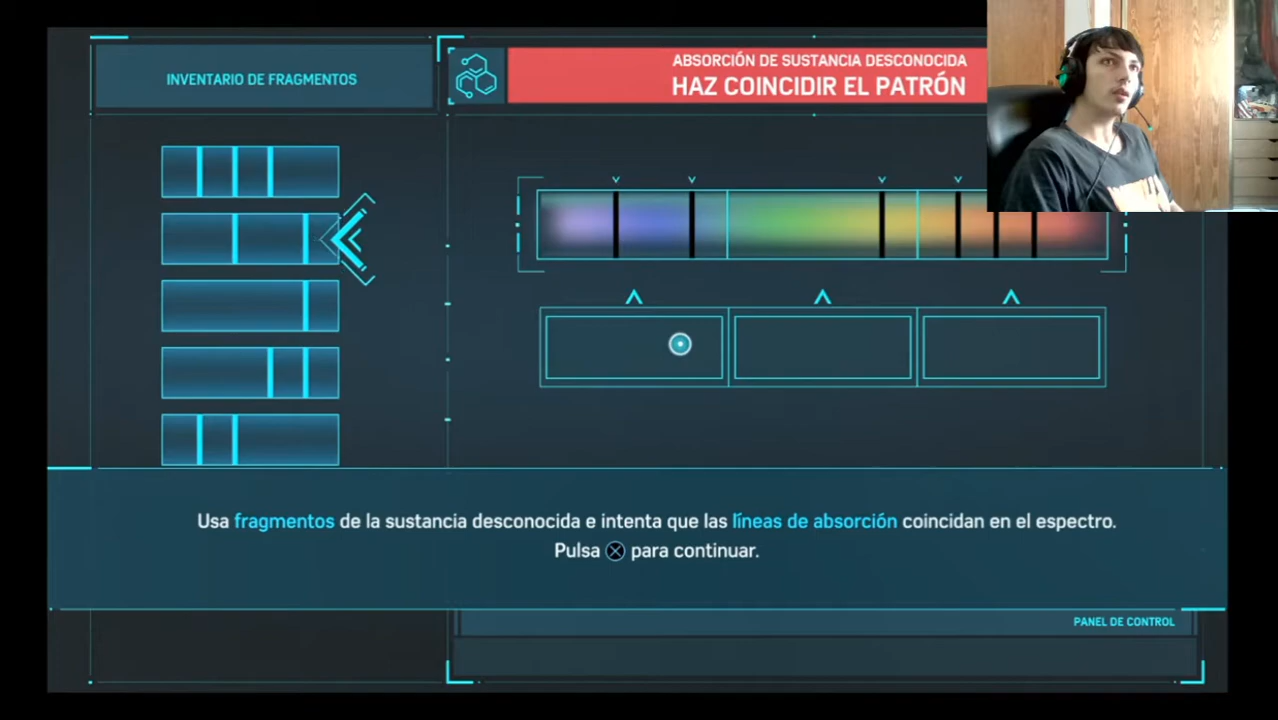 INVENTARIO DE FRAGMENTOS
ABSORCIÓN DE SUSTANCIA DESCONOCIDA
HAZ COINCIDIR EL PATRÓN
Usa fragmentos de la sustancia desconocida e intenta que las líneas de absorción coincidan en el espectro.
Pulsa para continuar.
PANEL DE CONTROL